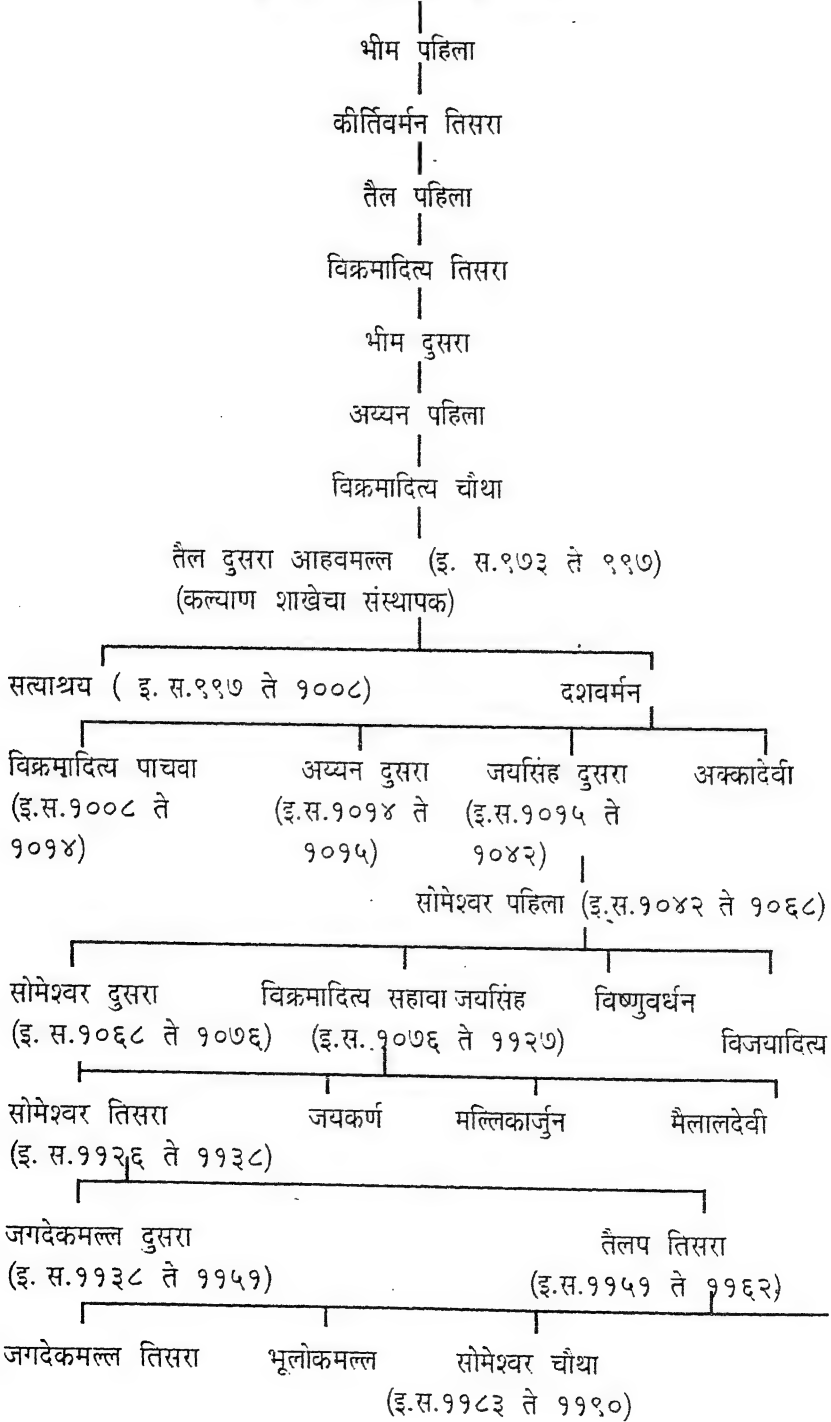 भीम पहिला
कीर्तिवर्मन तिसरा
तैल पहिला
विक्रमादित्य तिसरा
भीम दुसरा
अय्यन पहिला
विक्रमादित्य चौथा
तैल दुसरा आहवमल्ल (इ. स.९७३ ते ९९७)
(कल्याण शाखेचा संस्थापक)
सत्याश्रय ( इ. स.९९७ ते १००८) दशवर्मन
विक्रमादित्य पाचवा अय्यन दुसरा जयसिंह दुसरा अक्कादेवी
(इ.स.१००८ ते (इ.स.१०१४ ते (इ.स.१०१५ ते
१०१४) १०१५) १०४२)
सोमेश्वर पहिला (इ.स.१०४२ ते १०६८)
सोमेश्वर दुसरा विक्रमादित्य सहावा जयसिंह विष्णुवर्धन
(इ. स.१०६८ ते १०७६) (इ.स..१०७६ ते ११२७) विजयादित्य
सोमेश्वर तिसरा जयकर्ण मल्लिकार्जुन मैलालदेवी
(इ. स.११२६ ते ११३८)
जगदेकमल्ल दुसरा तैलप तिसरा
(इ. स.११३८ ते ११५१) (इ.स.११५१ ते ११६२)
जगदेकमल्ल तिसरा भूलोकमल्ल सोमेश्वर चौथा
(इ.स.११८३ ते ११९०)